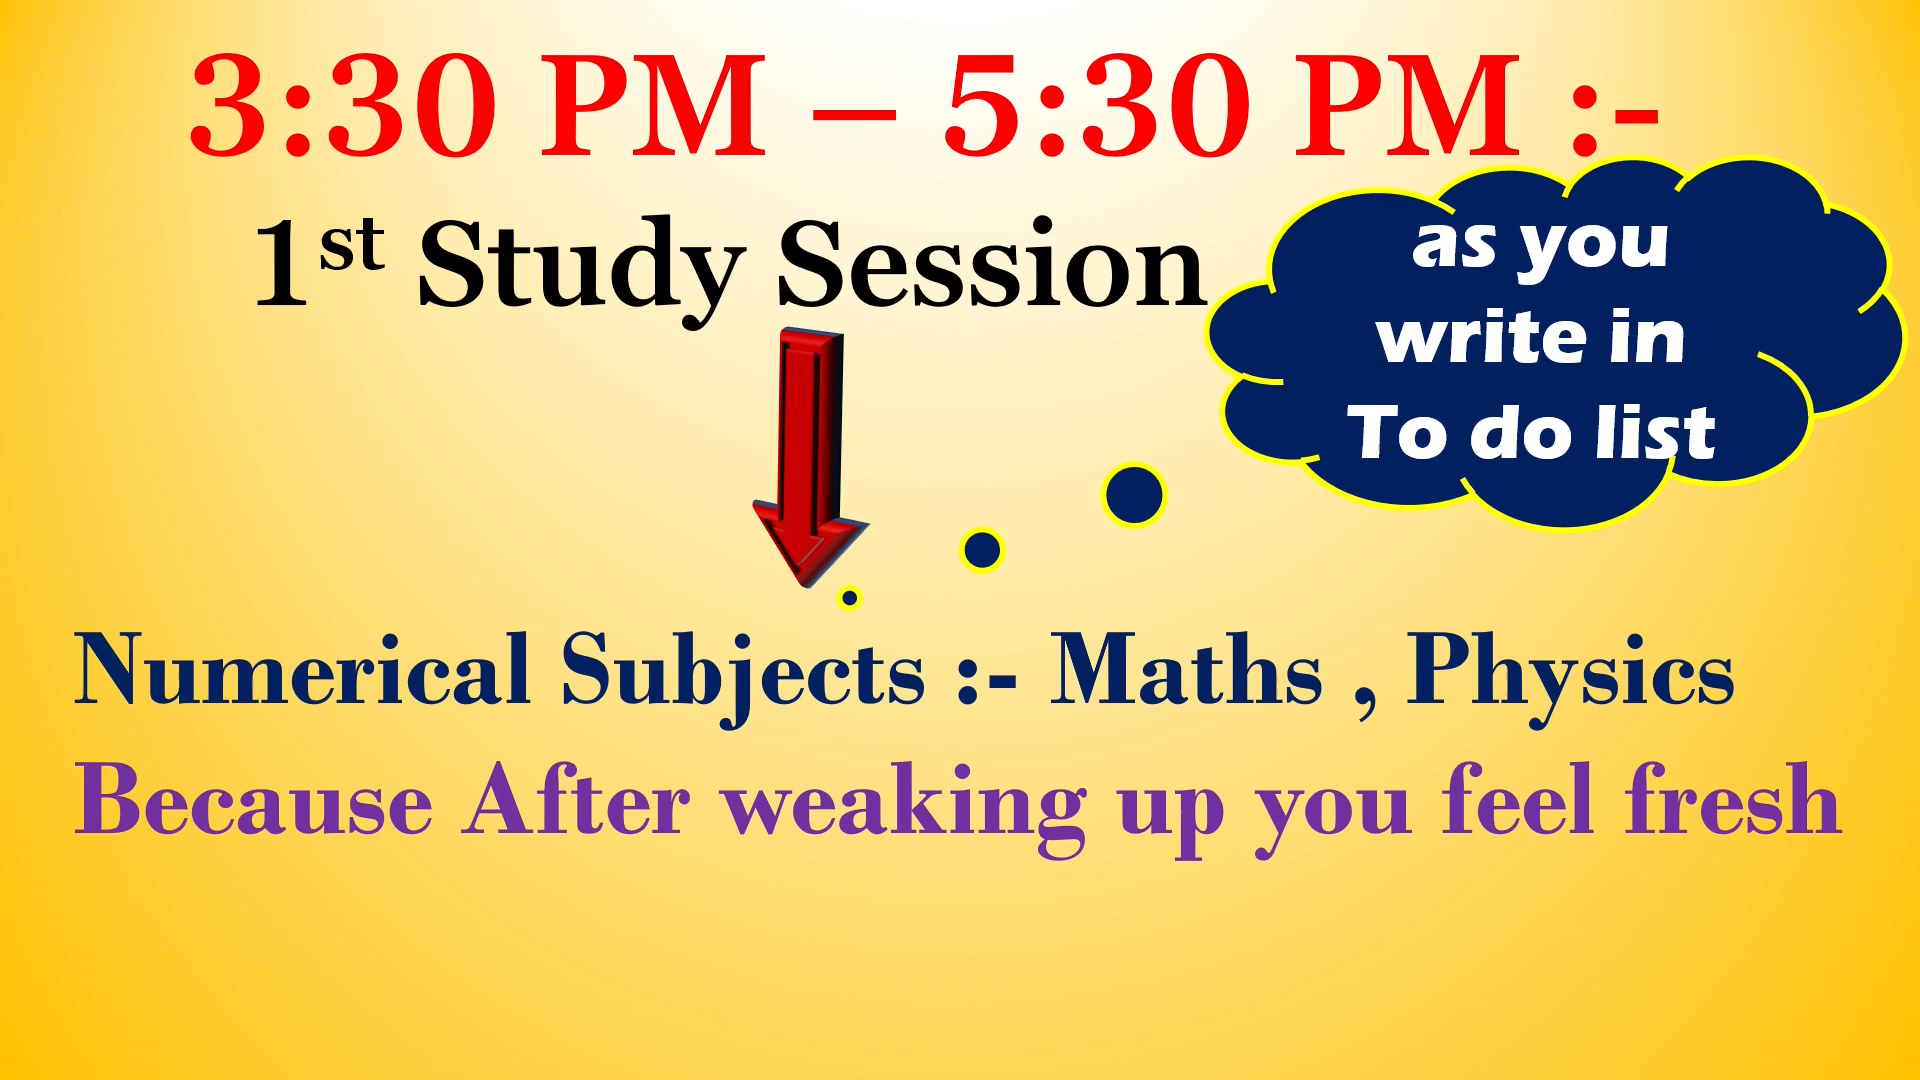 3:30 PM – 5:30 PM :-
1st Study Session
as you
write in
To do list
Numerical Subjects :- Maths , Physics
Because After weaking up you feel fresh